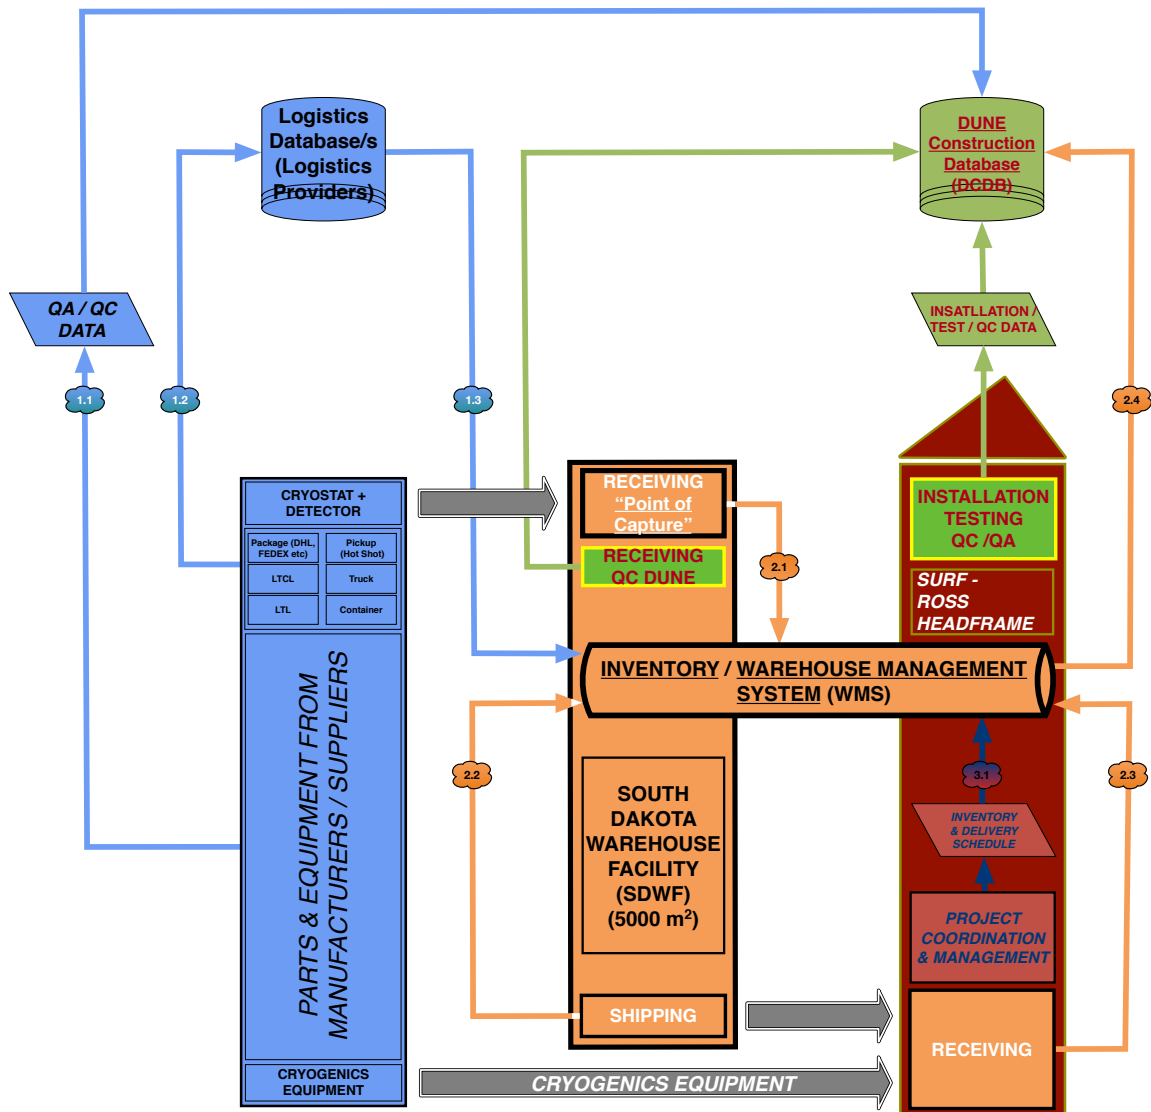 Logistics
Database/s
(Logistics
Providers)
DUNE
Construction
Database
(DCDB)
QA / QC
DATA
INSATLLATION /
TEST / QC DATA
1.1
1.2
1.3
2.4
CRYOSTAT +
DETECTOR
Package (DHL,
FEDEX etc)
Pickup
(Hot Shot)
LTCL
Truck
LTL
Container
PARTS & EQUIPMENT FROM
MANUFACTURERS / SUPPLIERS
CRYOGENICS
EQUIPMENT
RECEIVING
“Point of
Capture”
RECEIVING
QC DUNE
2.1
INSTALLATION
TESTING
QC /QA
SURF -
ROSS
HEADFRAME
INVENTORY / WAREHOUSE MANAGEMENT
SYSTEM (WMS)
2.2
3.1
2.3
SOUTH
DAKOTA
WAREHOUSE
FACILITY
(SDWF)
(5000 m²)
INVENTORY
& DELIVERY
SCHEDULE
PROJECT
COORDINATION
& MANAGEMENT
SHIPPING
RECEIVING
CRYOGENICS EQUIPMENT